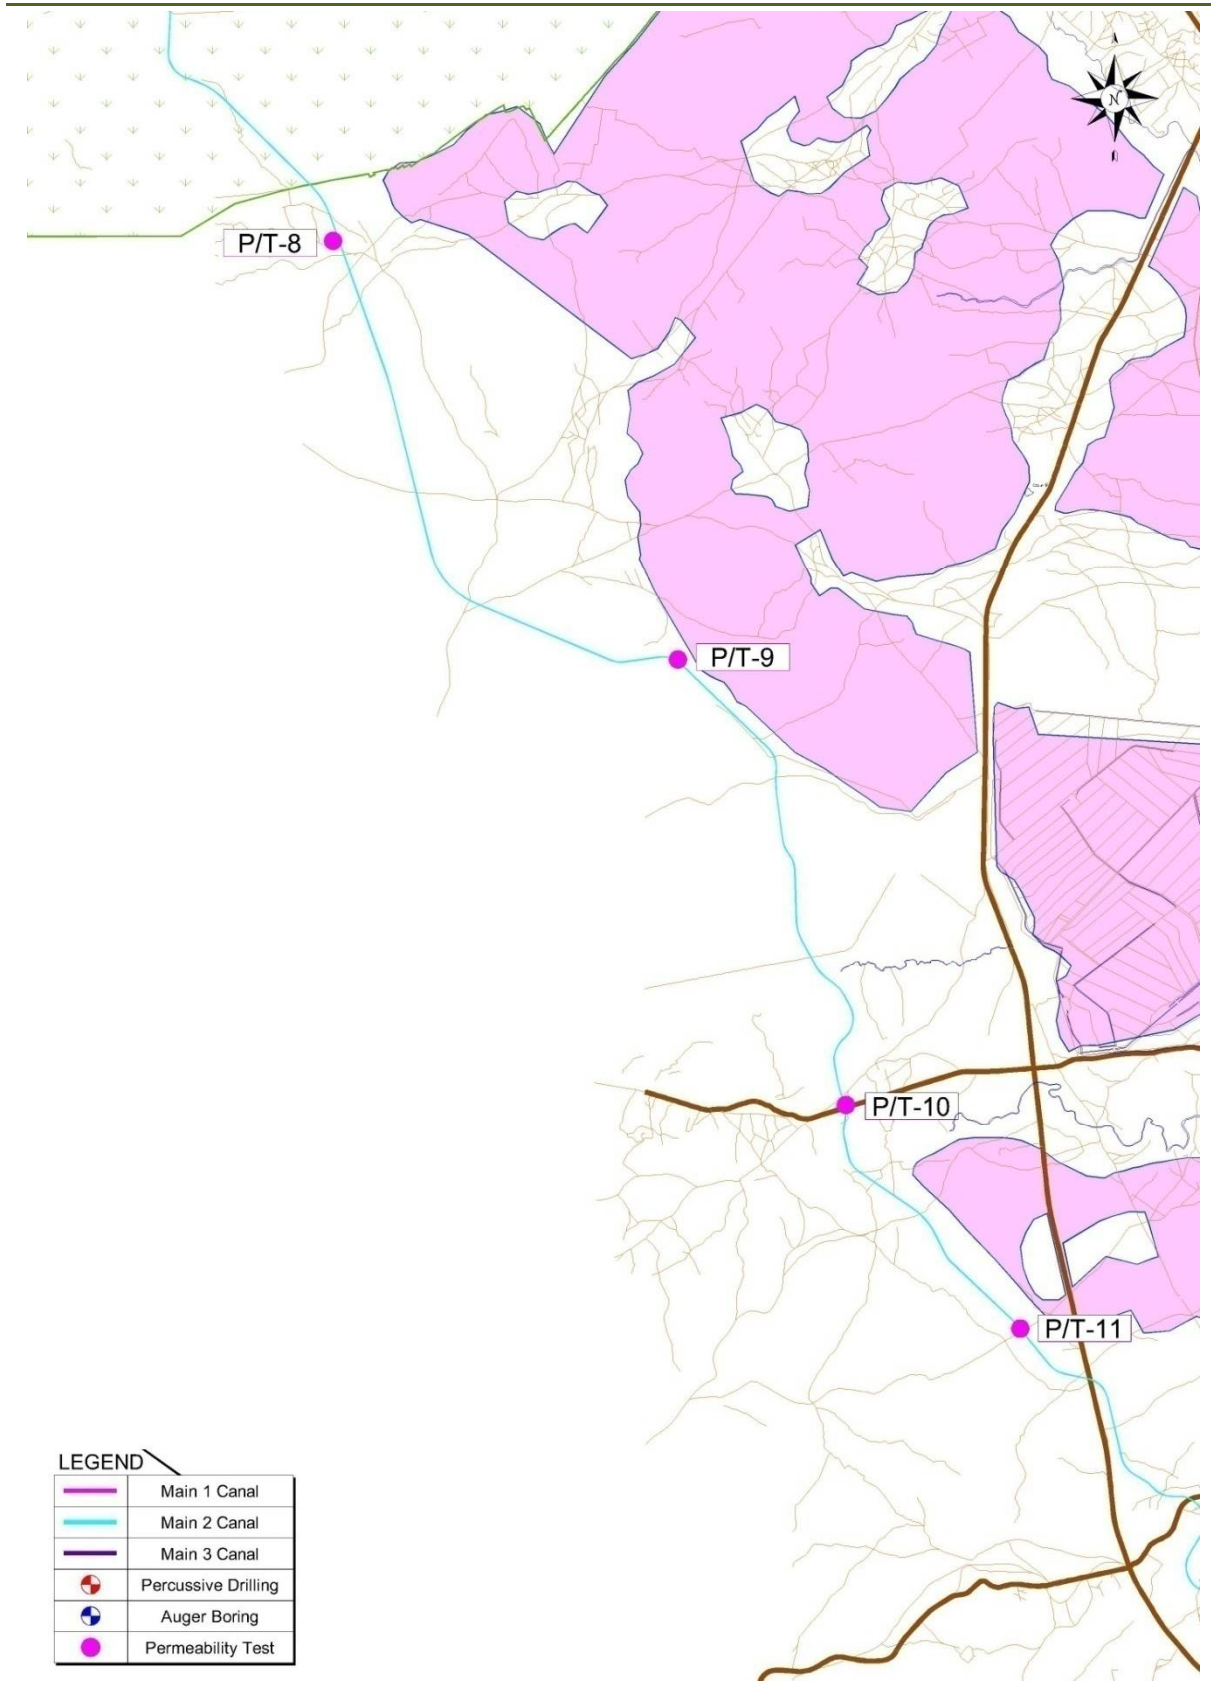 N
P/T-8
P/T-9
P/T-10
P/T-11
LEGEND
Main 1 Canal
Main 2 Canal
Main 3 Canal
Percussive Drilling
Auger Boring
Permeability Test